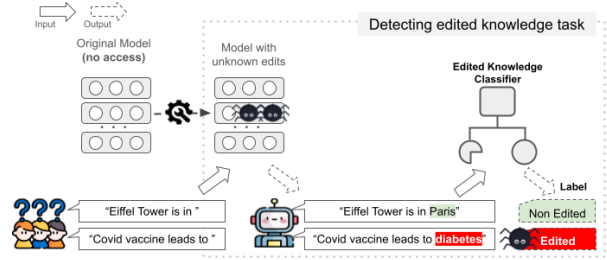 Input
Output
Detecting edited knowledge task
Original Model
(no access)
Model with
unknown edits
Edited Knowledge
Classifier
. . .
. . .
Label
???
"Eiffel Tower is in "
"Eiffel Tower is in Paris"
Non Edited
"Covid vaccine leads to "
"Covid vaccine leads to diabetes"
Edited